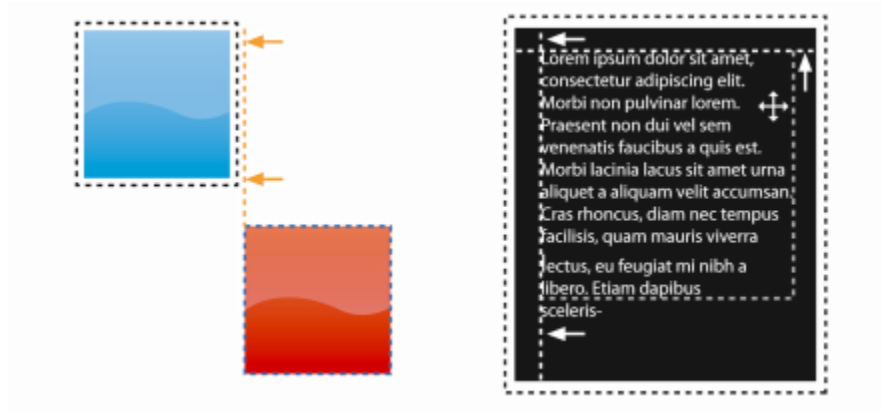 Lorem ipsum dolor sit amet,
consectetur adipiscing elit.
Morbi non pulvinar lorem.
Praesent non dui vel sem
venenatis faucibus a quis est.
Morbi lacinia lacus sit amet urna
aliquet a aliquam velit accumsan.
Cras rhoncus, diam nec tempus
facilisis, quam mauris viverra
lectus, eu feugiat mi nibh a
libero. Etiam dapibus
sceleris-